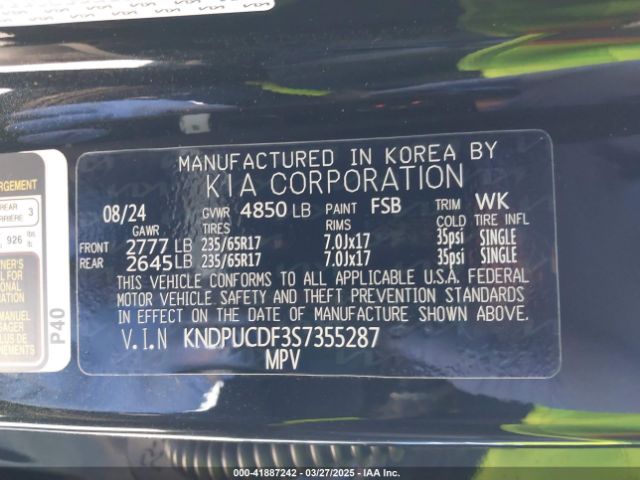 MANUFACTURED IN KOREA BY
KIA CORPORATION
08/24 GVWR 4850 LB PAINT FSB TRIM WK
GAWR TIRES RIMS COLD TIRE INFL
FRONT 2777 LB 235/65R17 7.0Jx17 35psi SINGLE
REAR 2645 LB 235/65R17 7.0Jx17 35psi SINGLE
THIS VEHICLE CONFORMS TO ALL APPLICABLE U.S.A. FEDERAL
MOTOR VEHICLE SAFETY AND THEFT PREVENTION STANDARDS
IN EFFECT ON THE DATE OF MANUFACTURE SHOWN ABOVE.
V.I.N KNDPUCDF3S7355287
MPV
REAR 3
926 lbs
P40
000-41887242 - 03/27/2025 - IAA Inc.